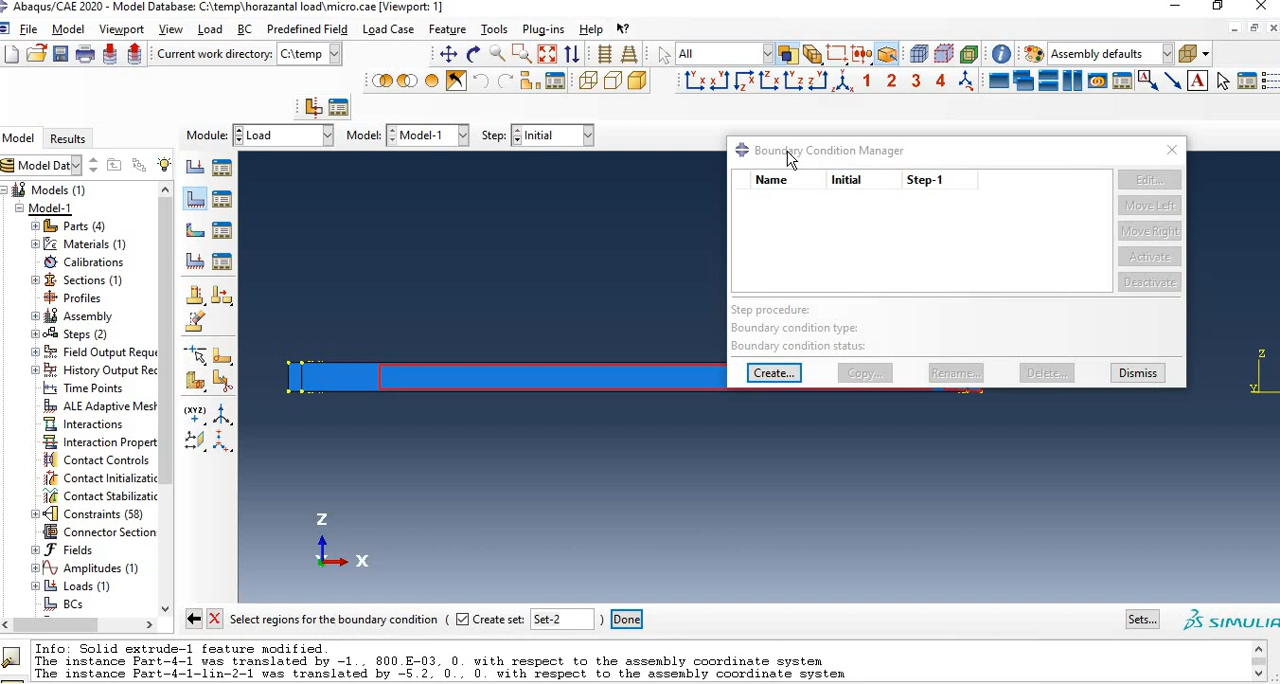 Abaqus/CAE 2020 - Model Database: C:\temp\horazantal load\micro.cae [Viewport: 1]
File Model Viewport View Load BC Predefined Field Load Case Feature Tools Plug-ins Help
Current work directory: C:\temp All Assembly defaults
1 2 3 4
Model Results Module: Load Model: Model-1 Step: Initial
Model Dat
Models (1)
Model-1
Parts (4)
Materials (1)
Calibrations
Sections (1)
Profiles
Assembly
Steps (2)
Field Output Reque
History Output Req
Time Points
ALE Adaptive Mesh
Interactions
Interaction Propert
Contact Controls
Contact Initializatic
Contact Stabilizatic
Constraints (58)
Connector Section
Fields
Amplitudes (1)
Loads (1)
BCs
Boundary Condition Manager
Name Initial Step-1
Edit...
Move Left
Move Right
Activate
Deactivate
Step procedure:
Boundary condition type:
Boundary condition status:
Create... Copy... Rename... Delete... Dismiss
Z
Y
Z
X
Select regions for the boundary condition ( Create set: Set-2 ) Done Sets... SIMULIA
Info: Solid extrude-1 feature modified.
The instance Part-4-1 was translated by -1., 800.E-03, 0. with respect to the assembly coordinate system
The instance Part-4-1-lin-2-1 was translated by -5.2, 0., 0. with respect to the assembly coordinate system